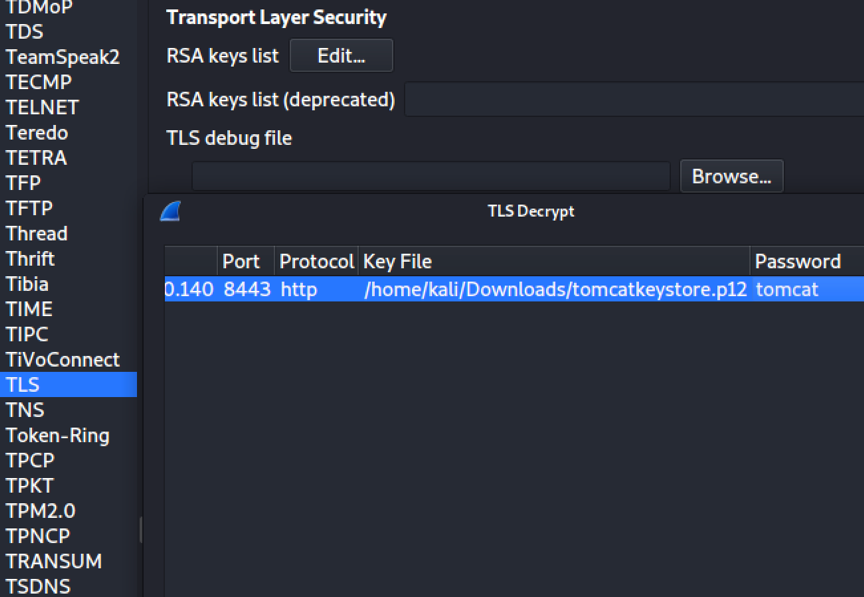 TDMoP
TDS
TeamSpeak2
TECMP
TELNET
Teredo
TETRA
TFP
TFTP
Thread
Thrift
Tibia
TIME
TIPC
TiVoConnect
TLS
TNS
Token-Ring
TPCP
TPKT
TPM2.0
TPNCP
TRANSUM
TSDNS
Transport Layer Security
RSA keys list Edit...
RSA keys list (deprecated)
TLS debug file
Browse...
TLS Decrypt
Port Protocol Key File Password
0.140 8443 http /home/kali/Downloads/tomcatkeystore.p12 tomcat